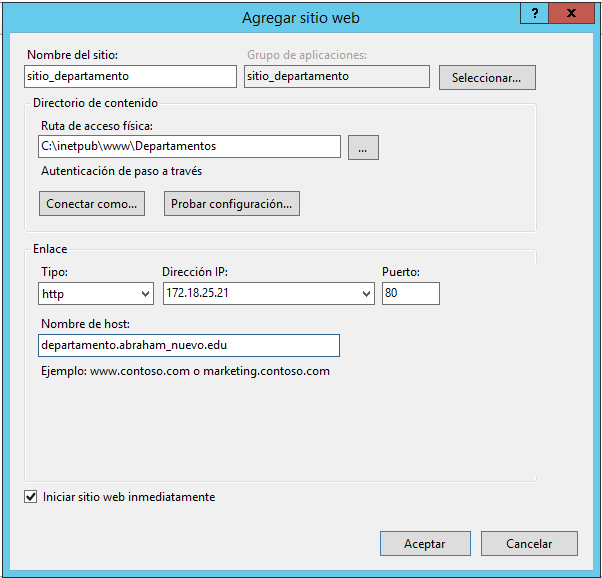 Agregar sitio web
?
x
Nombre del sitio:
Grupo de aplicaciones:
sitio_departamento
sitio_departamento
Seleccionar...
Directorio de contenido
Ruta de acceso física:
C:\inetpub\www\Departamentos
...
Autenticación de paso a través
Conectar como...
Probar configuración...
Enlace
Tipo:
Dirección IP:
Puerto:
http
172.18.25.21
80
Nombre de host:
departamento.abraham_nuevo.edu
Ejemplo: www.contoso.com o marketing.contoso.com
Iniciar sitio web inmediatamente
Aceptar
Cancelar